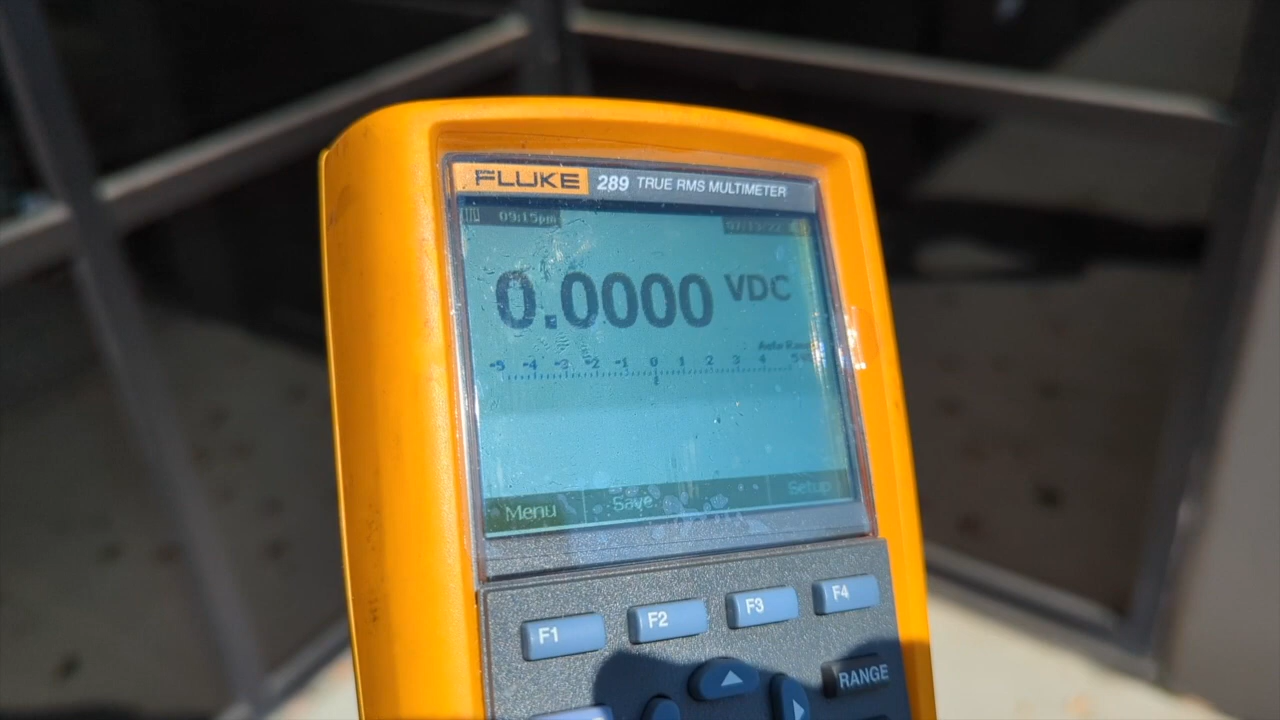 FLUKE 289 TRUE RMS MULTIMETER
09:15pm
0.0000 VDC
Auto
-5 -4 -3 -2 -1 0 1 2 3 4 5
Menu Save Setup
F1 F2 F3 F4
RANGE